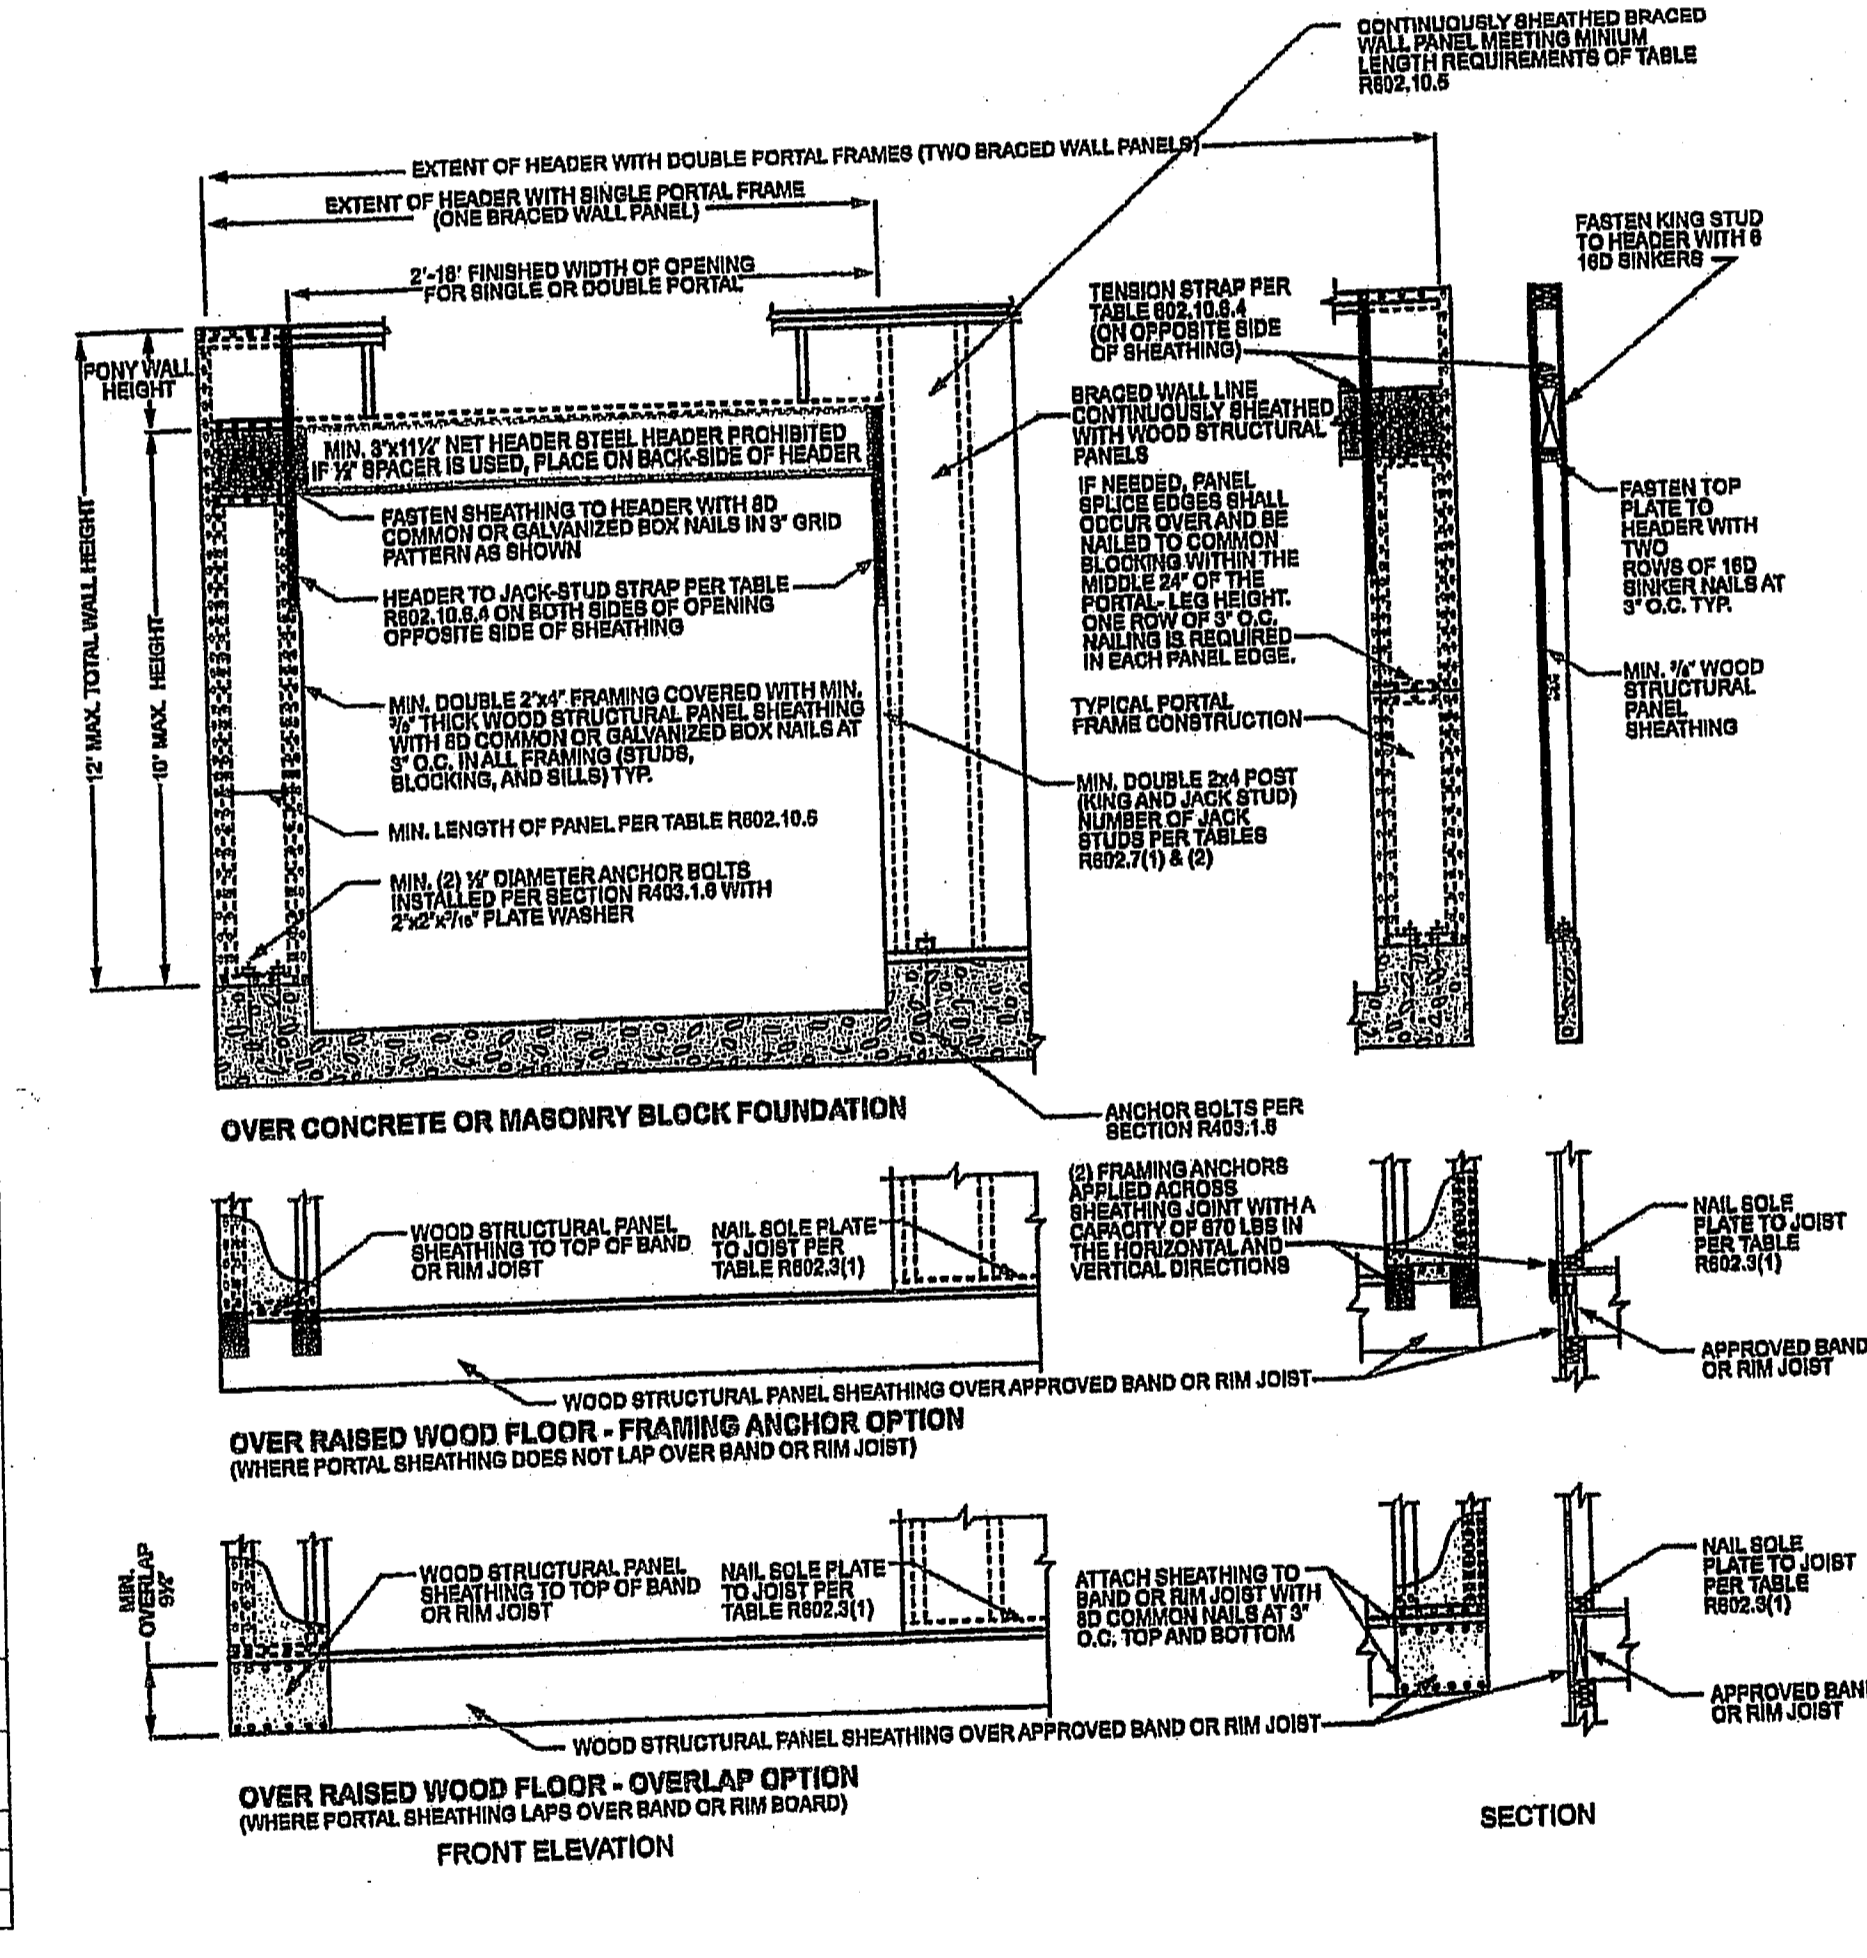 CONTINUOUSLY SHEATHED BRACED
WALL PANEL MEETING MINIUM
LENGTH REQUIREMENTS OF TABLE
R602.10.5
EXTENT OF HEADER WITH DOUBLE PORTAL FRAMES (TWO BRACED WALL PANELS)
EXTENT OF HEADER WITH SINGLE PORTAL FRAME
(ONE BRACED WALL PANEL)
2'-18' FINISHED WIDTH OF OPENING
FOR SINGLE OR DOUBLE PORTAL
FASTEN KING STUD
TO HEADER WITH 6
16D SINKERS
TENSION STRAP PER
TABLE 602.10.6.4
(ON OPPOSITE SIDE
OF SHEATHING)
PONY WALL
HEIGHT
12' MAX. TOTAL WALL HEIGHT
10' MAX. HEIGHT
MIN. 3"x11¼" NET HEADER STEEL HEADER PROHIBITED
IF ½" SPACER IS USED, PLACE ON BACK-SIDE OF HEADER
BRACED WALL LINE
CONTINUOUSLY SHEATHED
WITH WOOD STRUCTURAL
PANELS
FASTEN SHEATHING TO HEADER WITH 8D
COMMON OR GALVANIZED BOX NAILS IN 3" GRID
PATTERN AS SHOWN
HEADER TO JACK-STUD STRAP PER TABLE
R602.10.6.4 ON BOTH SIDES OF OPENING
OPPOSITE SIDE OF SHEATHING
IF NEEDED, PANEL
SPLICE EDGES SHALL
OCCUR OVER AND BE
NAILED TO COMMON
BLOCKING WITHIN THE
MIDDLE 24" OF THE
PORTAL- LEG HEIGHT.
ONE ROW OF 3" O.C.
NAILING IS REQUIRED
IN EACH PANEL EDGE.
FASTEN TOP
PLATE TO
HEADER WITH
TWO
ROWS OF 16D
SINKER NAILS AT
3" O.C. TYP.
MIN. DOUBLE 2"x4" FRAMING COVERED WITH MIN.
⅜" THICK WOOD STRUCTURAL PANEL SHEATHING
WITH 8D COMMON OR GALVANIZED BOX NAILS AT
3" O.C. IN ALL FRAMING (STUDS,
BLOCKING, AND SILLS) TYP.
TYPICAL PORTAL
FRAME CONSTRUCTION
MIN. ⅜" WOOD
STRUCTURAL
PANEL
SHEATHING
MIN. LENGTH OF PANEL PER TABLE R602.10.5
MIN. DOUBLE 2x4 POST
(KING AND JACK STUD)
NUMBER OF JACK
STUDS PER TABLES
R602.7(1) & (2)
MIN. (2) ½" DIAMETER ANCHOR BOLTS
INSTALLED PER SECTION R403.1.6 WITH
2"x2"x3/16" PLATE WASHER
OVER CONCRETE OR MASONRY BLOCK FOUNDATION
ANCHOR BOLTS PER
SECTION R403.1.6
WOOD STRUCTURAL PANEL
SHEATHING TO TOP OF BAND
OR RIM JOIST
NAIL SOLE PLATE
TO JOIST PER
TABLE R602.3(1)
(2) FRAMING ANCHORS
APPLIED ACROSS
SHEATHING JOINT WITH A
CAPACITY OF 670 LBS IN
THE HORIZONTAL AND
VERTICAL DIRECTIONS
NAIL SOLE
PLATE TO JOIST
PER TABLE
R602.3(1)
APPROVED BAND
OR RIM JOIST
WOOD STRUCTURAL PANEL SHEATHING OVER APPROVED BAND OR RIM JOIST
OVER RAISED WOOD FLOOR - FRAMING ANCHOR OPTION
(WHERE PORTAL SHEATHING DOES NOT LAP OVER BAND OR RIM JOIST)
MIN.
OVERLAP
9½"
WOOD STRUCTURAL PANEL
SHEATHING TO TOP OF BAND
OR RIM JOIST
NAIL SOLE PLATE
TO JOIST PER
TABLE R602.3(1)
ATTACH SHEATHING TO
BAND OR RIM JOIST WITH
8D COMMON NAILS AT 3"
O.C. TOP AND BOTTOM
NAIL SOLE
PLATE TO JOIST
PER TABLE
R602.3(1)
APPROVED BAND
OR RIM JOIST
WOOD STRUCTURAL PANEL SHEATHING OVER APPROVED BAND OR RIM JOIST
OVER RAISED WOOD FLOOR - OVERLAP OPTION
(WHERE PORTAL SHEATHING LAPS OVER BAND OR RIM BOARD)
FRONT ELEVATION
SECTION